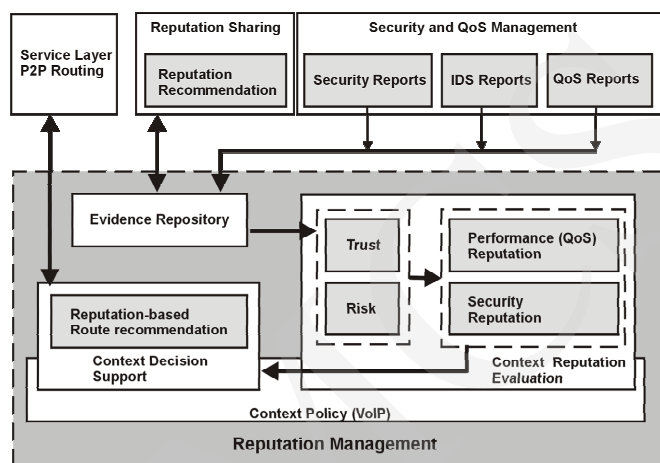 Service Layer
P2P Routing
Reputation Sharing
Reputation
Recommendation
Security and QoS Management
Security Reports
IDS Reports
QoS Reports
Evidence Repository
Trust
Risk
Performance (QoS)
Reputation
Security
Reputation
Reputation-based
Route recommendation
Context Decision
Support
Context Reputation
Evaluation
Context Policy (VoIP)
Reputation Management